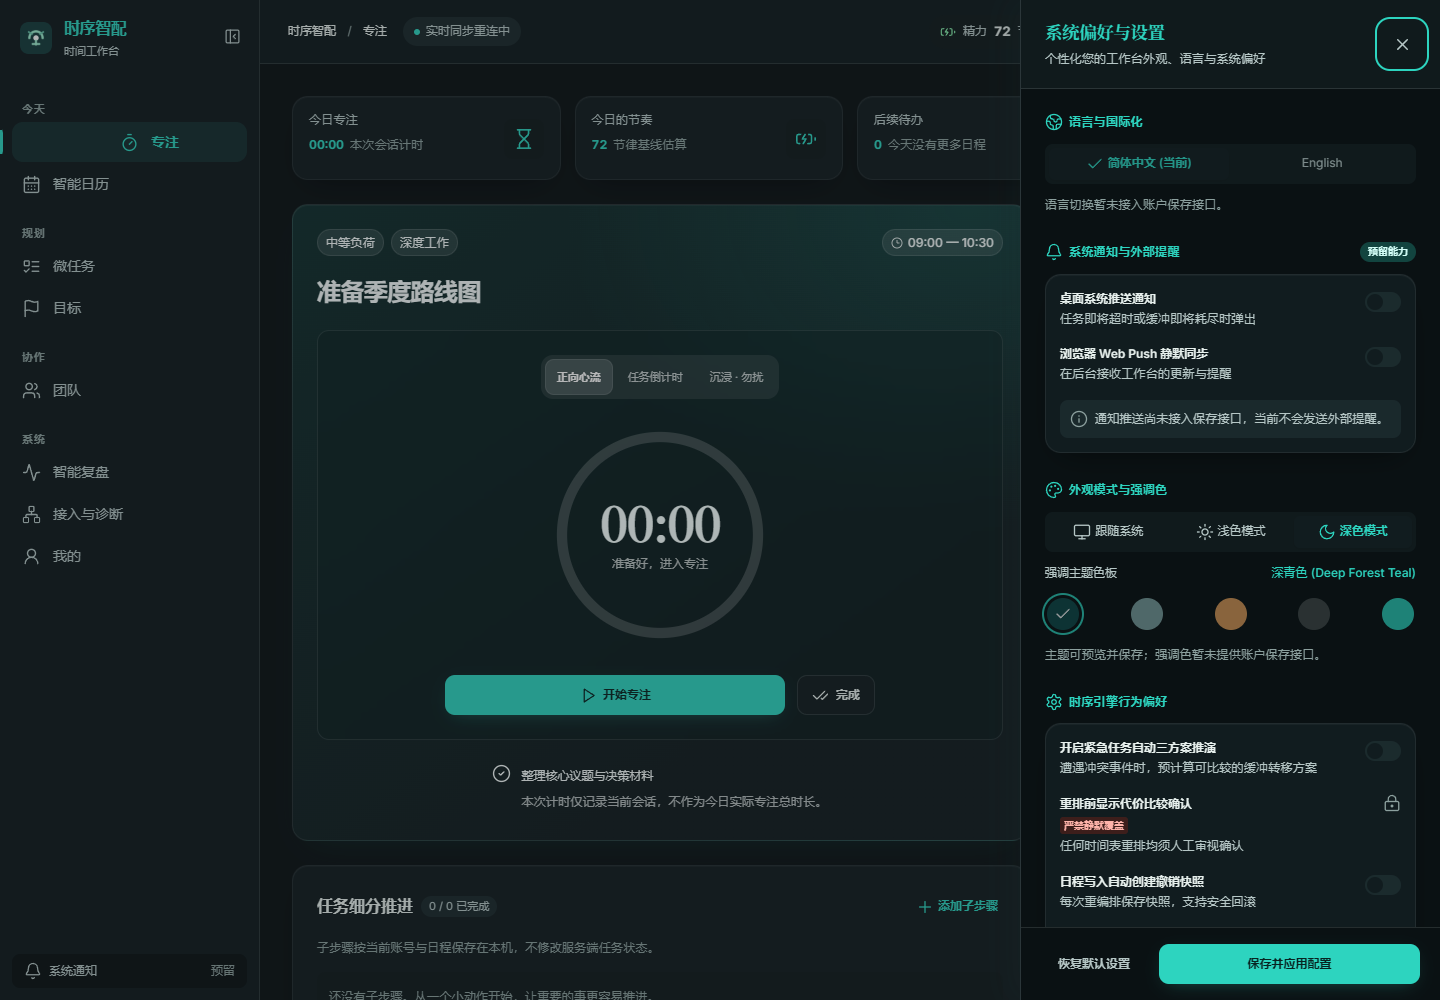 时序智配
时间工作台
今天
专注
智能日历
规划
微任务
目标
协作
团队
系统
智能复盘
接入与诊断
我的
系统通知
预留
时序智配 / 专注
实时同步重连中
精力 72
今日专注
00:00 本次会话计时
今日的节奏
72 节律基线估算
后续待办
0 今天没有更多日程
中等负荷
深度工作
09:00 — 10:30
准备季度路线图
正向心流
任务倒计时
沉浸 · 勿扰
00:00
准备好，进入专注
开始专注
完成
整理核心议题与决策材料
本次计时仅记录当前会话，不作为今日实际专注总时长。
任务细分推进
0 / 0 已完成
添加子步骤
子步骤按当前账号与日程保存在本机，不修改服务端任务状态。
还没有子步骤。从一个小动作开始，让重要的事更容易推进。
系统偏好与设置
个性化您的工作台外观、语言与系统偏好
语言与国际化
简体中文 (当前)
English
语言切换暂未接入账户保存接口。
系统通知与外部提醒
预留能力
桌面系统推送通知
任务即将超时或缓冲即将耗尽时弹出
浏览器 Web Push 静默同步
在后台接收工作台的更新与提醒
通知推送尚未接入保存接口，当前不会发送外部提醒。
外观模式与强调色
跟随系统
浅色模式
深色模式
强调主题色板
深青色 (Deep Forest Teal)
主题可预览并保存；强调色暂未提供账户保存接口。
时序引擎行为偏好
开启紧急任务自动三方案推演
遭遇冲突事件时，预计算可比较的缓冲转移方案
重排前显示代价比较确认
严禁静默覆盖
任何时间表重排均须人工审视确认
日程写入自动创建撤销快照
每次重编排保存快照，支持安全回滚
恢复默认设置
保存并应用配置